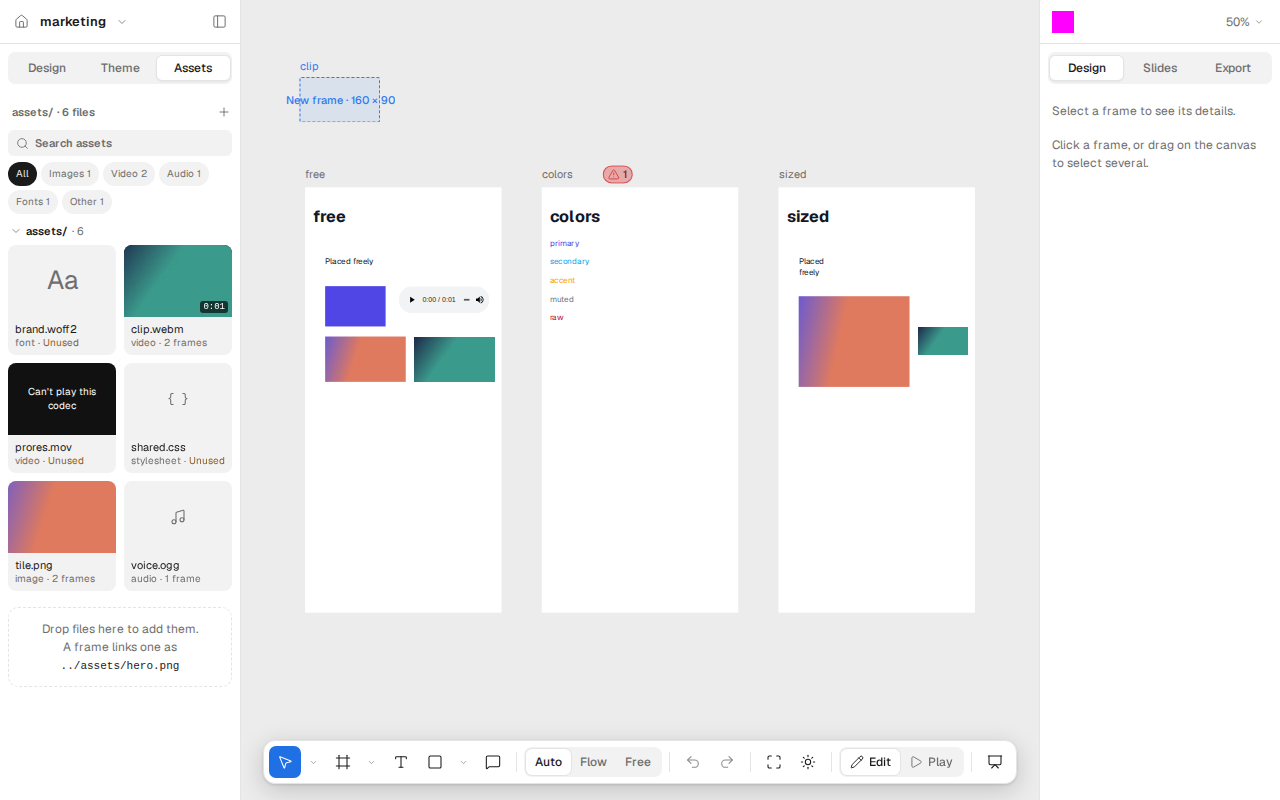 marketing
Design
Theme
Assets
assets/ · 6 files
Search assets
All
Images 1
Video 2
Audio 1
Fonts 1
Other 1
assets/ · 6
Aa
0:01
brand.woff2
font · Unused
clip.webm
video · 2 frames
Can't play this
codec
{ }
prores.mov
video · Unused
shared.css
stylesheet · Unused
tile.png
image · 2 frames
voice.ogg
audio · 1 frame
Drop files here to add them.
A frame links one as
../assets/hero.png
clip
New frame · 160 × 90
free
free
Placed freely
0:00 / 0:01
colors
1
colors
primary
secondary
accent
muted
raw
sized
sized
Placed
freely
Auto
Flow
Free
Edit
Play
50%
Design
Slides
Export
Select a frame to see its details.
Click a frame, or drag on the canvas
to select several.